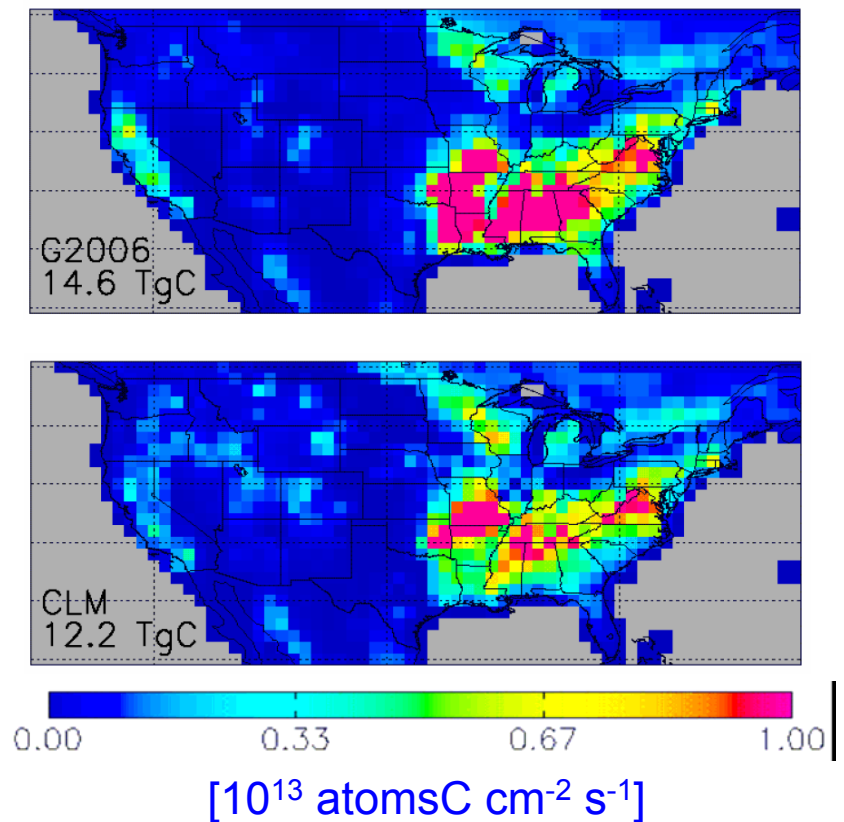 G2006
14.6 TgC
CLM
12.2 TgC
0.00 0.33 0.67 1.00
[10¹³ atomsC cm⁻² s⁻¹]